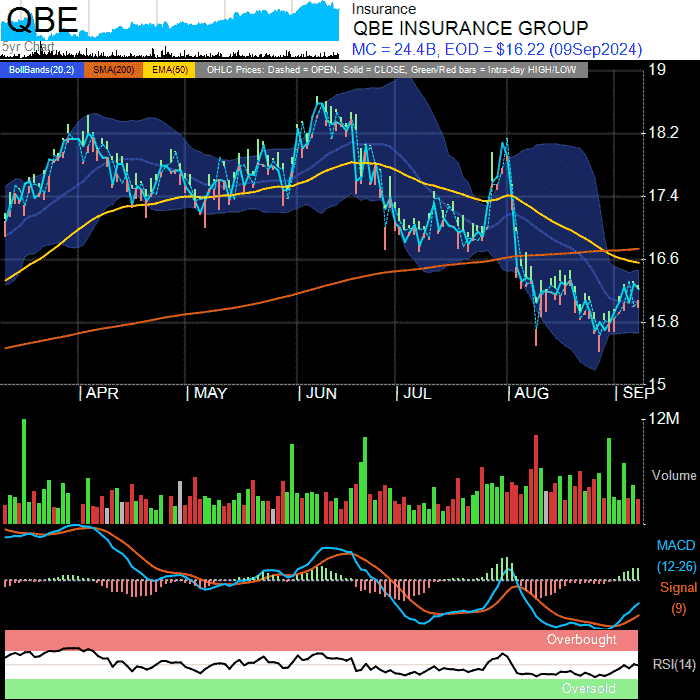 QBE
5yr Chart
Insurance
QBE INSURANCE GROUP
MC = 24.4B, EOD = $16.22 (09Sep2024)
BollBands(20,2) SMA(200) EMA(50) OHLC Prices: Dashed = OPEN, Solid = CLOSE, Green/Red bars = Intra-day HIGH/LOW
19
18.2
17.4
16.6
15.8
15
| APR | MAY | JUN | JUL | AUG | SEP
12M
Volume
MACD
(12-26)
Signal
(9)
Overbought
RSI(14)
Oversold